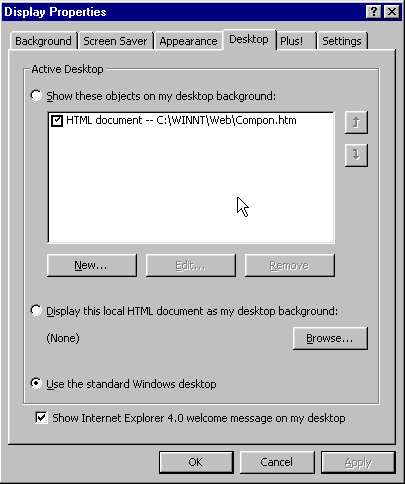 Display Properties
Background Screen Saver Appearance Desktop Plus! Settings
Active Desktop
Show these objects on my desktop background:
HTML document -- C:\WINNT\Web\Compon.htm
New... Edit... Remove
Display this local HTML document as my desktop background:
(None) Browse...
Use the standard Windows desktop
Show Internet Explorer 4.0 welcome message on my desktop
OK Cancel Apply